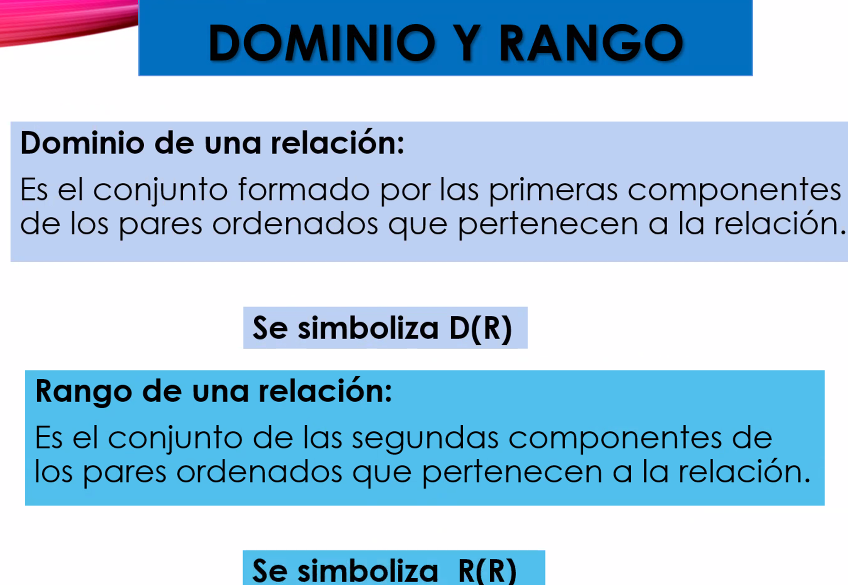 DOMINIO Y RANGO
Dominio de una relación:
Es el conjunto formado por las primeras componentes
de los pares ordenados que pertenecen a la relación.
Se simboliza D(R)
Rango de una relación:
Es el conjunto de las segundas componentes de
los pares ordenados que pertenecen a la relación.
Se simboliza R(R)